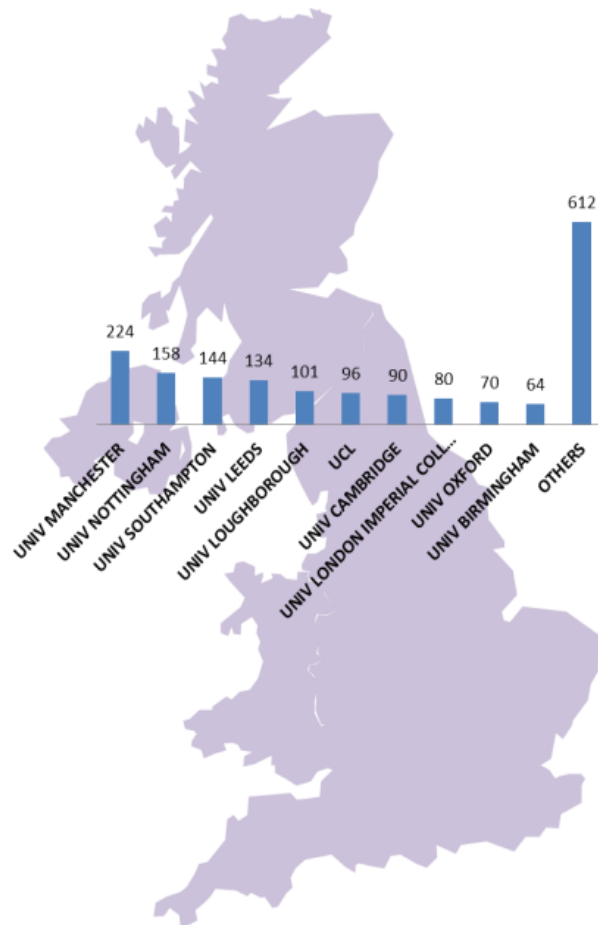 612
224
158
144
134
101
96
90
80
70
64
UNIV MANCHESTER
UNIV NOTTINGHAM
UNIV SOUTHAMPTON
UNIV LEEDS
UNIV LOUGHBOROUGH
UCL
UNIV CAMBRIDGE
UNIV LONDON IMPERIAL COLL...
UNIV OXFORD
UNIV BIRMINGHAM
OTHERS